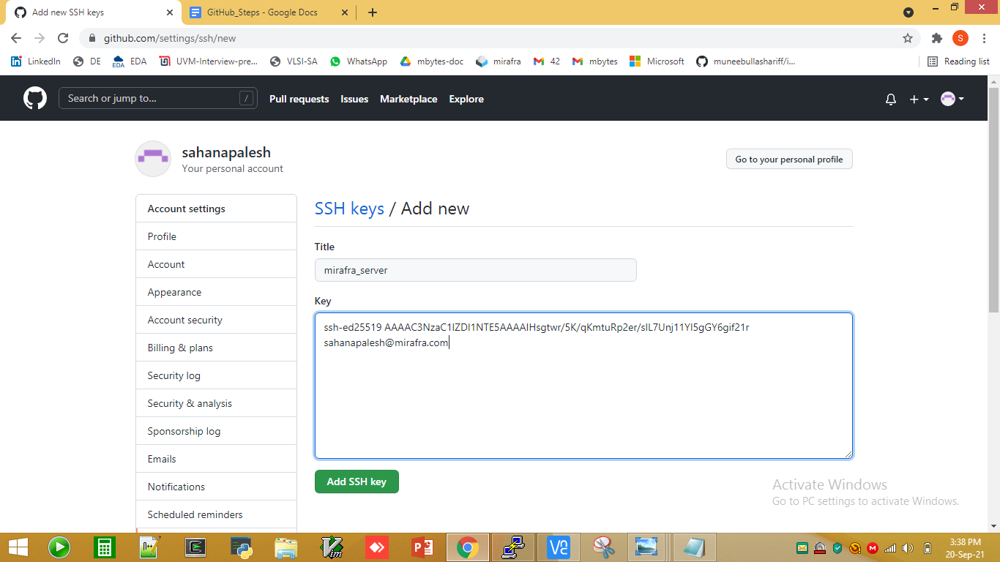 Add new SSH keys
GitHub_Steps - Google Docs
github.com/settings/ssh/new
S
LinkedIn
DE
EDA
EDA
UVM-Interview-pre...
VLSI-SA
WhatsApp
mbytes-doc
mirafra
42
mbytes
Microsoft
muneebullashariff/i...
Reading list
Search or jump to...
/
Pull requests
Issues
Marketplace
Explore
sahanapalesh
Your personal account
Go to your personal profile
Account settings
Profile
Account
Appearance
Account security
Billing & plans
Security log
Security & analysis
Sponsorship log
Emails
Notifications
Scheduled reminders
SSH keys / Add new
Title
mirafra_server
Key
ssh-ed25519 AAAAC3NzaC1lZDI1NTE5AAAAIHsgtwr/5K/qKmtuRp2er/sIL7Unj11Yl5gGY6gif21r
sahanapalesh@mirafra.com
Add SSH key
Activate Windows
Go to PC settings to activate Windows.
3:38 PM
20-Sep-21